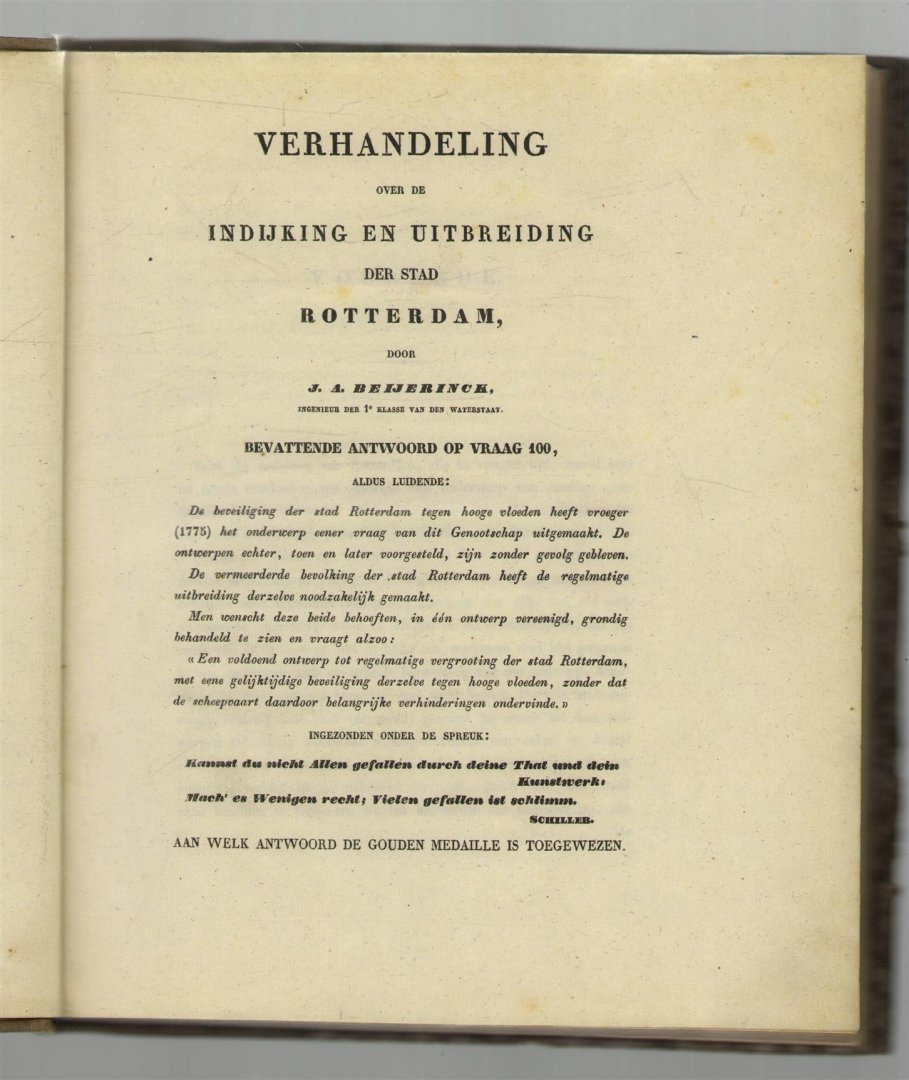 VERHANDELING
OVER DE
INDIJKING EN UITBREIDING
DER STAD
ROTTERDAM,
DOOR
J. A. BEIJERINCK,
INGENIEUR DER 1e KLASSE VAN DEN WATERSTAAT.
BEVATTENDE ANTWOORD OP VRAAG 100,
ALDUS LUIDENDE:
De beveiliging der stad Rotterdam tegen hooge vloeden heeft vroeger
(1775) het onderwerp eener vraag van dit Genootschap uitgemaakt. De
ontwerpen echter, toen en later voorgesteld, zijn zonder gevolg gebleven.
De vermeerderde bevolking der stad Rotterdam heeft de regelmatige
uitbreiding derzelve noodzakelijk gemaakt.
Men wenscht deze beide behoeften, in één ontwerp vereenigd, grondig
behandeld te zien en vraagt alzoo:
« Een voldoend ontwerp tot regelmatige vergrooting der stad Rotterdam,
met eene gelijktijdige beveiliging derzelve tegen hooge vloeden, zonder dat
de scheepvaart daardoor belangrijke verhinderingen ondervinde. »
INGEZONDEN ONDER DE SPREUK:
Kannst du nicht Allen gefallen durch deine That und dein
Kunstwerk:
Mach' es Wenigen recht; Vielen gefallen ist schlimm.
SCHILLER.
AAN WELK ANTWOORD DE GOUDEN MEDAILLE IS TOEGEWEZEN.